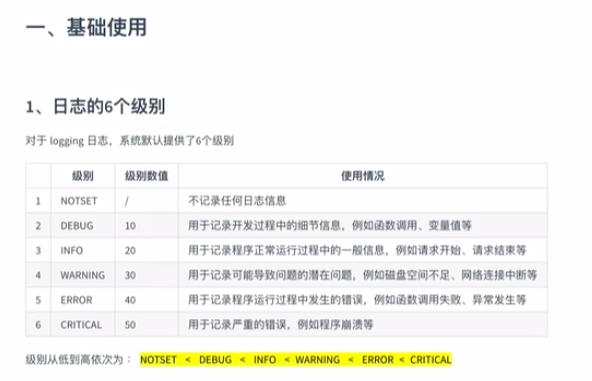 一、基础使用
1、日志的6个级别
对于 logging 日志，系统默认提供了6个级别
级别 级别数值 使用情况
1 NOTSET / 不记录任何日志信息
2 DEBUG 10 用于记录开发过程中的细节信息，例如函数调用、变量值等
3 INFO 20 用于记录程序正常运行过程中的一般信息，例如请求开始、请求结束等
4 WARNING 30 用于记录可能导致问题的潜在问题，例如磁盘空间不足、网络连接中断等
5 ERROR 40 用于记录程序运行过程中发生的错误，例如函数调用失败、异常发生等
6 CRITICAL 50 用于记录严重的错误，例如程序崩溃等
级别从低到高依次为： NOTSET < DEBUG < INFO < WARNING < ERROR < CRITICAL